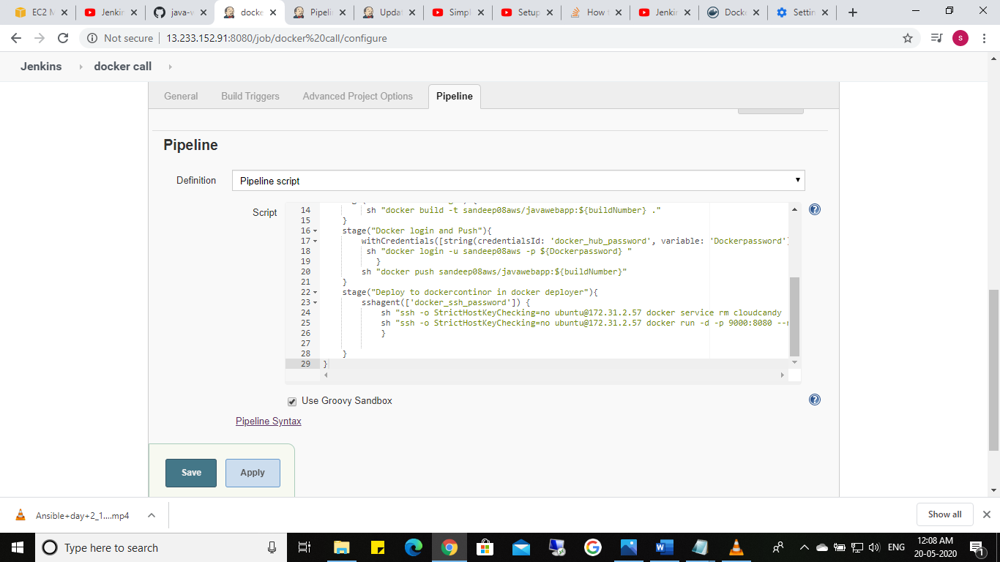 EC2 M
Jenkin
java-w
docke
Pipelin
Updat
Simpl
Setup
How t
Jenkin
Docke
Settin
Not secure
13.233.152.91:8080/job/docker%20call/configure
s
Jenkins
docker call
General
Build Triggers
Advanced Project Options
Pipeline
Pipeline
Definition
Pipeline script
Script
14 sh "docker build -t sandeep08aws/javawebapp:${buildNumber} ."
15 }
16 stage("Docker login and Push"){
17 withCredentials([string(credentialsId: 'docker_hub_password', variable: 'Dockerpassword'
18 sh "docker login -u sandeep08aws -p ${Dockerpassword} "
19 }
20 sh "docker push sandeep08aws/javawebapp:${buildNumber}"
21 }
22 stage("Deploy to dockercontinor in docker deployer"){
23 sshagent(['docker_ssh_password']) {
24 sh "ssh -o StrictHostKeyChecking=no ubuntu@172.31.2.57 docker service rm cloudcandy
25 sh "ssh -o StrictHostKeyChecking=no ubuntu@172.31.2.57 docker run -d -p 9000:8080 --
26 }
27
28 }
29 }
Use Groovy Sandbox
Pipeline Syntax
Save
Apply
Ansible+day+2_1....mp4
Show all
Type here to search
ENG
12:08 AM
20-05-2020
1